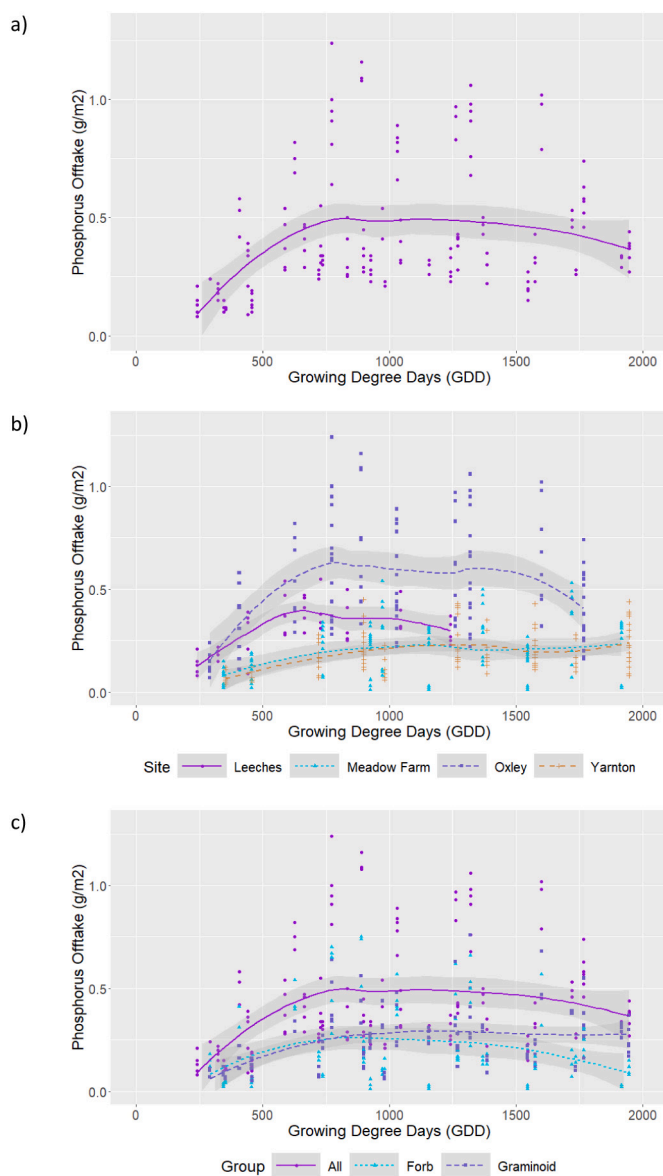 a)
Phosphorus Offtake (g/m2)
1.0
0.5
0.0
0 500 1000 1500 2000
Growing Degree Days (GDD)
b)
Phosphorus Offtake (g/m2)
1.0
0.5
0.0
0 500 1000 1500 2000
Growing Degree Days (GDD)
Site Leeches Meadow Farm Oxley Yarnton
c)
Phosphorus Offtake (g/m2)
1.0
0.5
0.0
0 500 1000 1500 2000
Growing Degree Days (GDD)
Group All Forb Graminoid